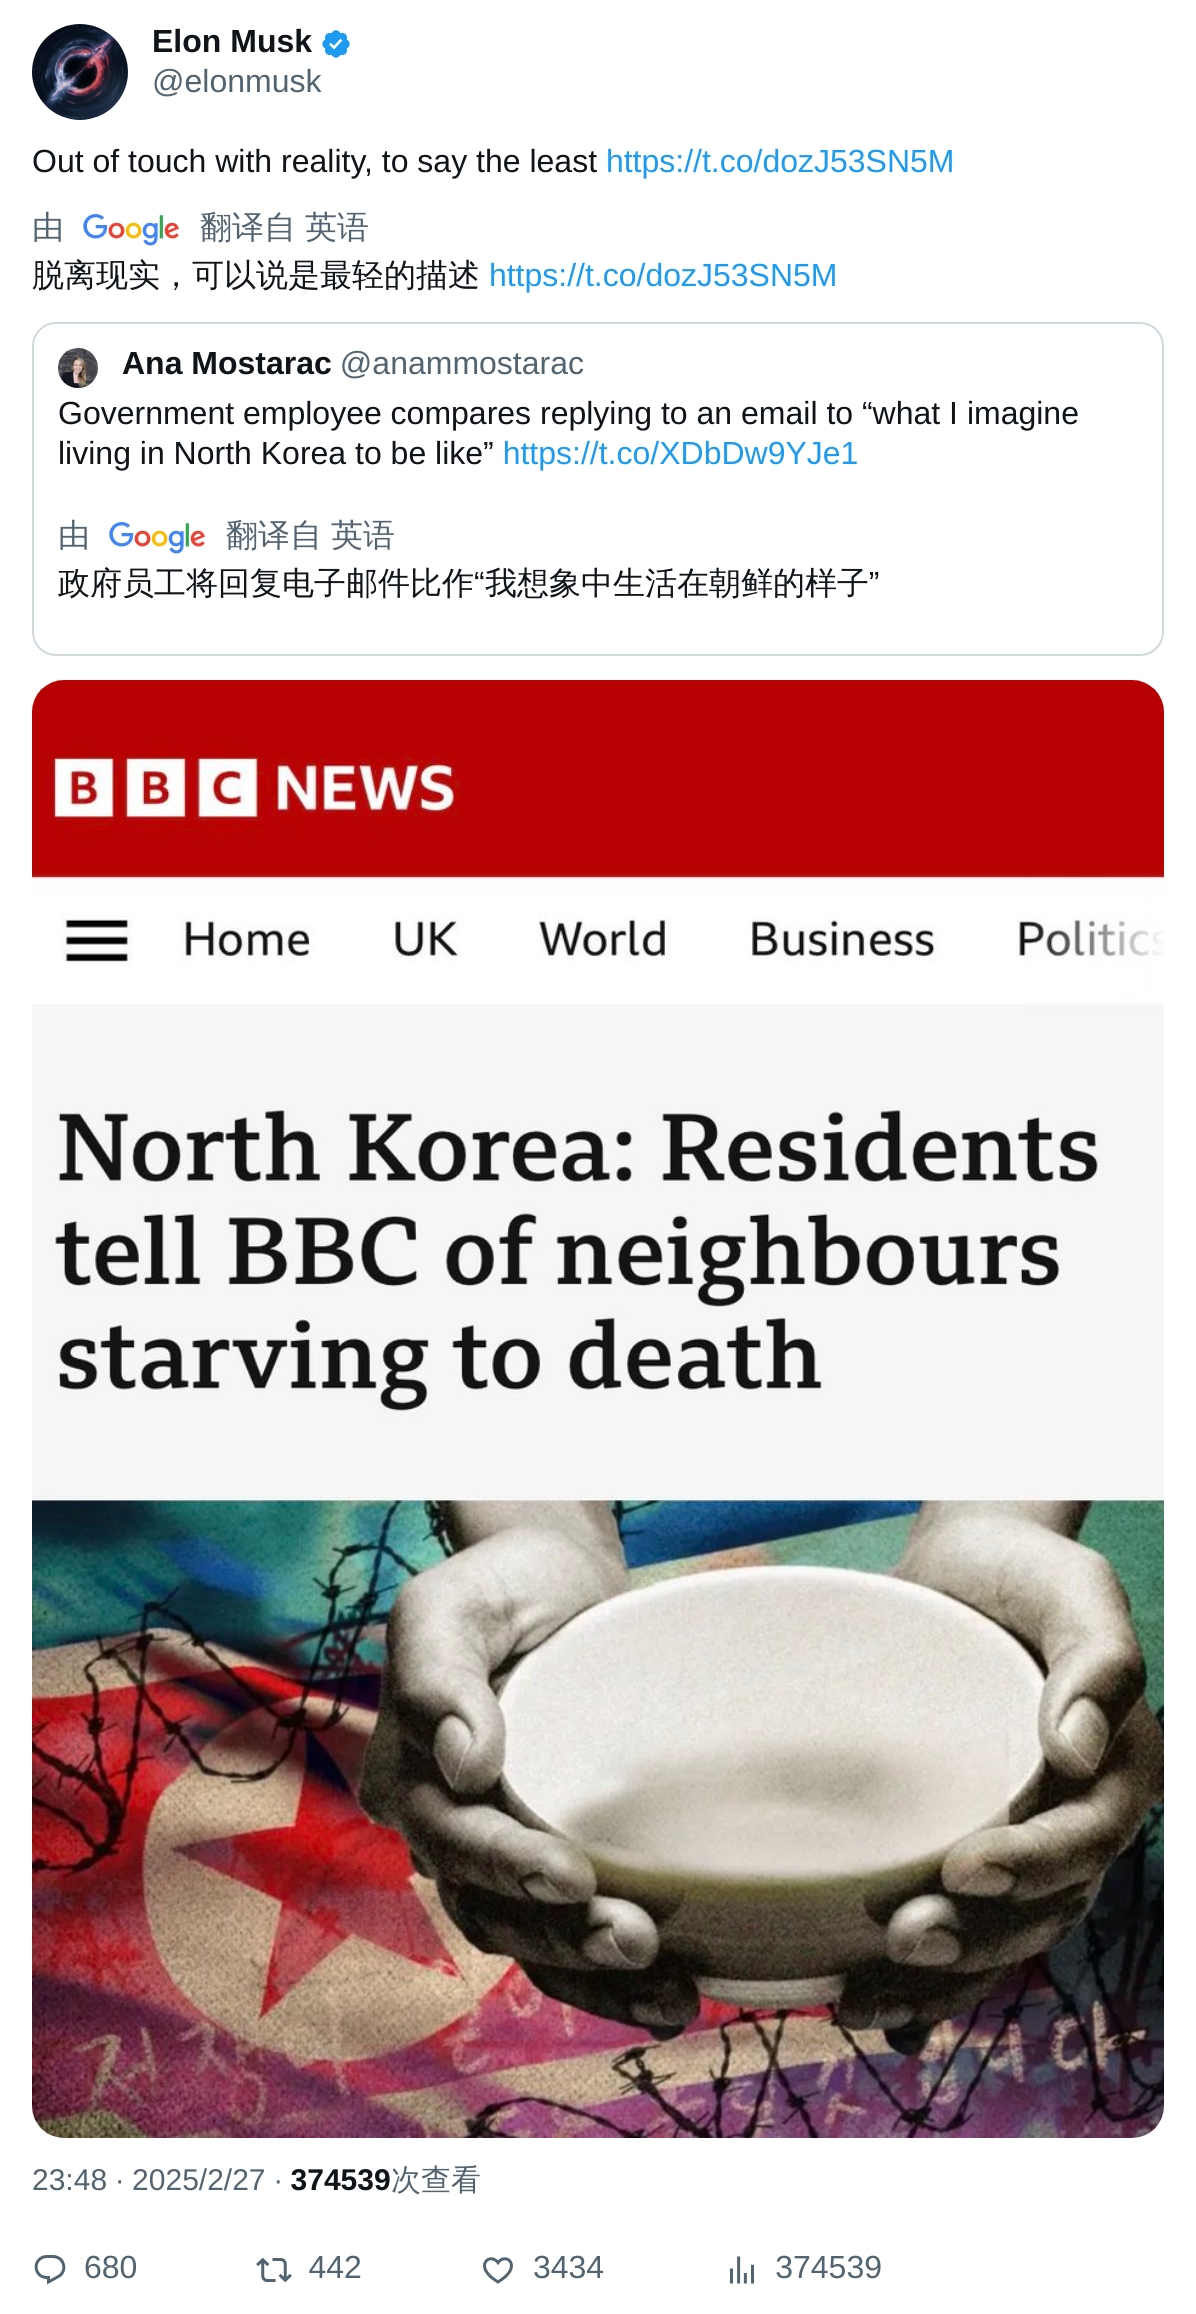 Elon Musk
@elonmusk
Out of touch with reality, to say the least https://t.co/dozJ53SN5M
由 Google 翻译自 英语
脱离现实，可以说是最轻的描述 https://t.co/dozJ53SN5M
Ana Mostarac @anammostarac
Government employee compares replying to an email to “what I imagine
living in North Korea to be like” https://t.co/XDbDw9YJe1
由 Google 翻译自 英语
政府员工将回复电子邮件比作“我想象中生活在朝鲜的样子”
BBC NEWS
Home UK World Business Politics
North Korea: Residents
tell BBC of neighbours
starving to death
23:48 · 2025/2/27 · 374539次查看
680 442 3434 374539